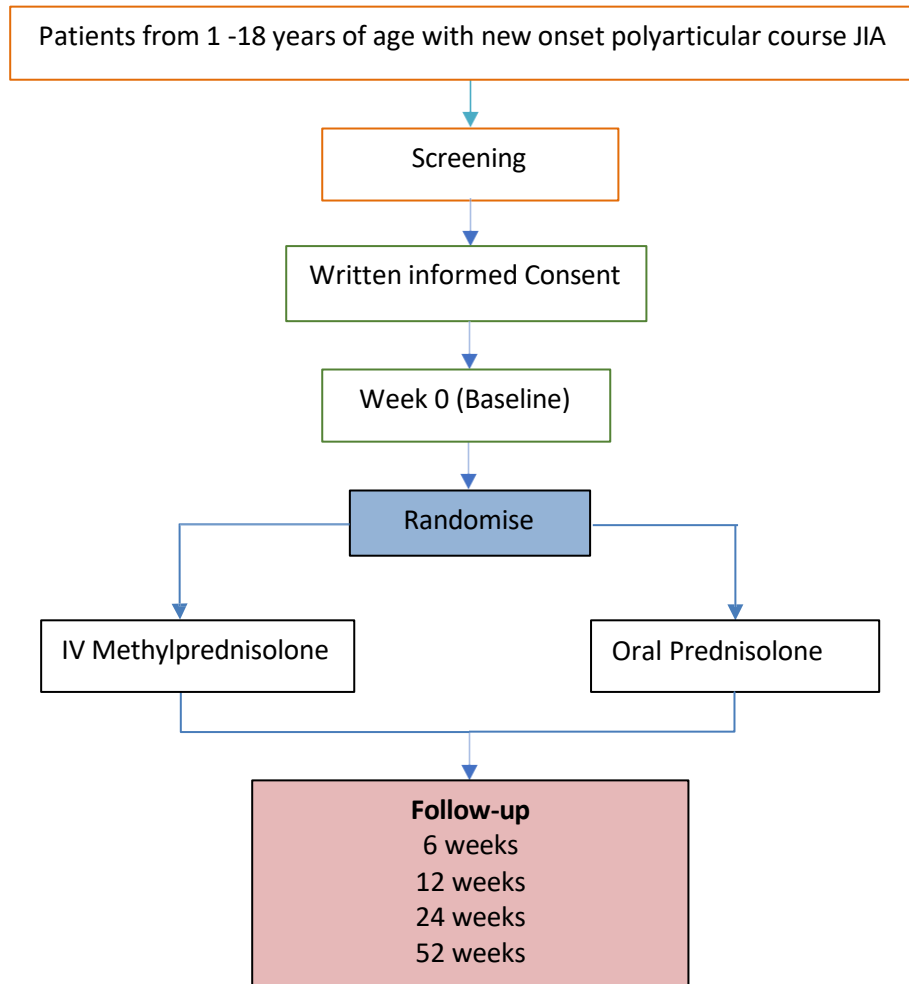 Patients from 1 -18 years of age with new onset polyarticular course JIA
Screening
Written informed Consent
Week 0 (Baseline)
Randomise
IV Methylprednisolone
Oral Prednisolone
Follow-up
6 weeks
12 weeks
24 weeks
52 weeks